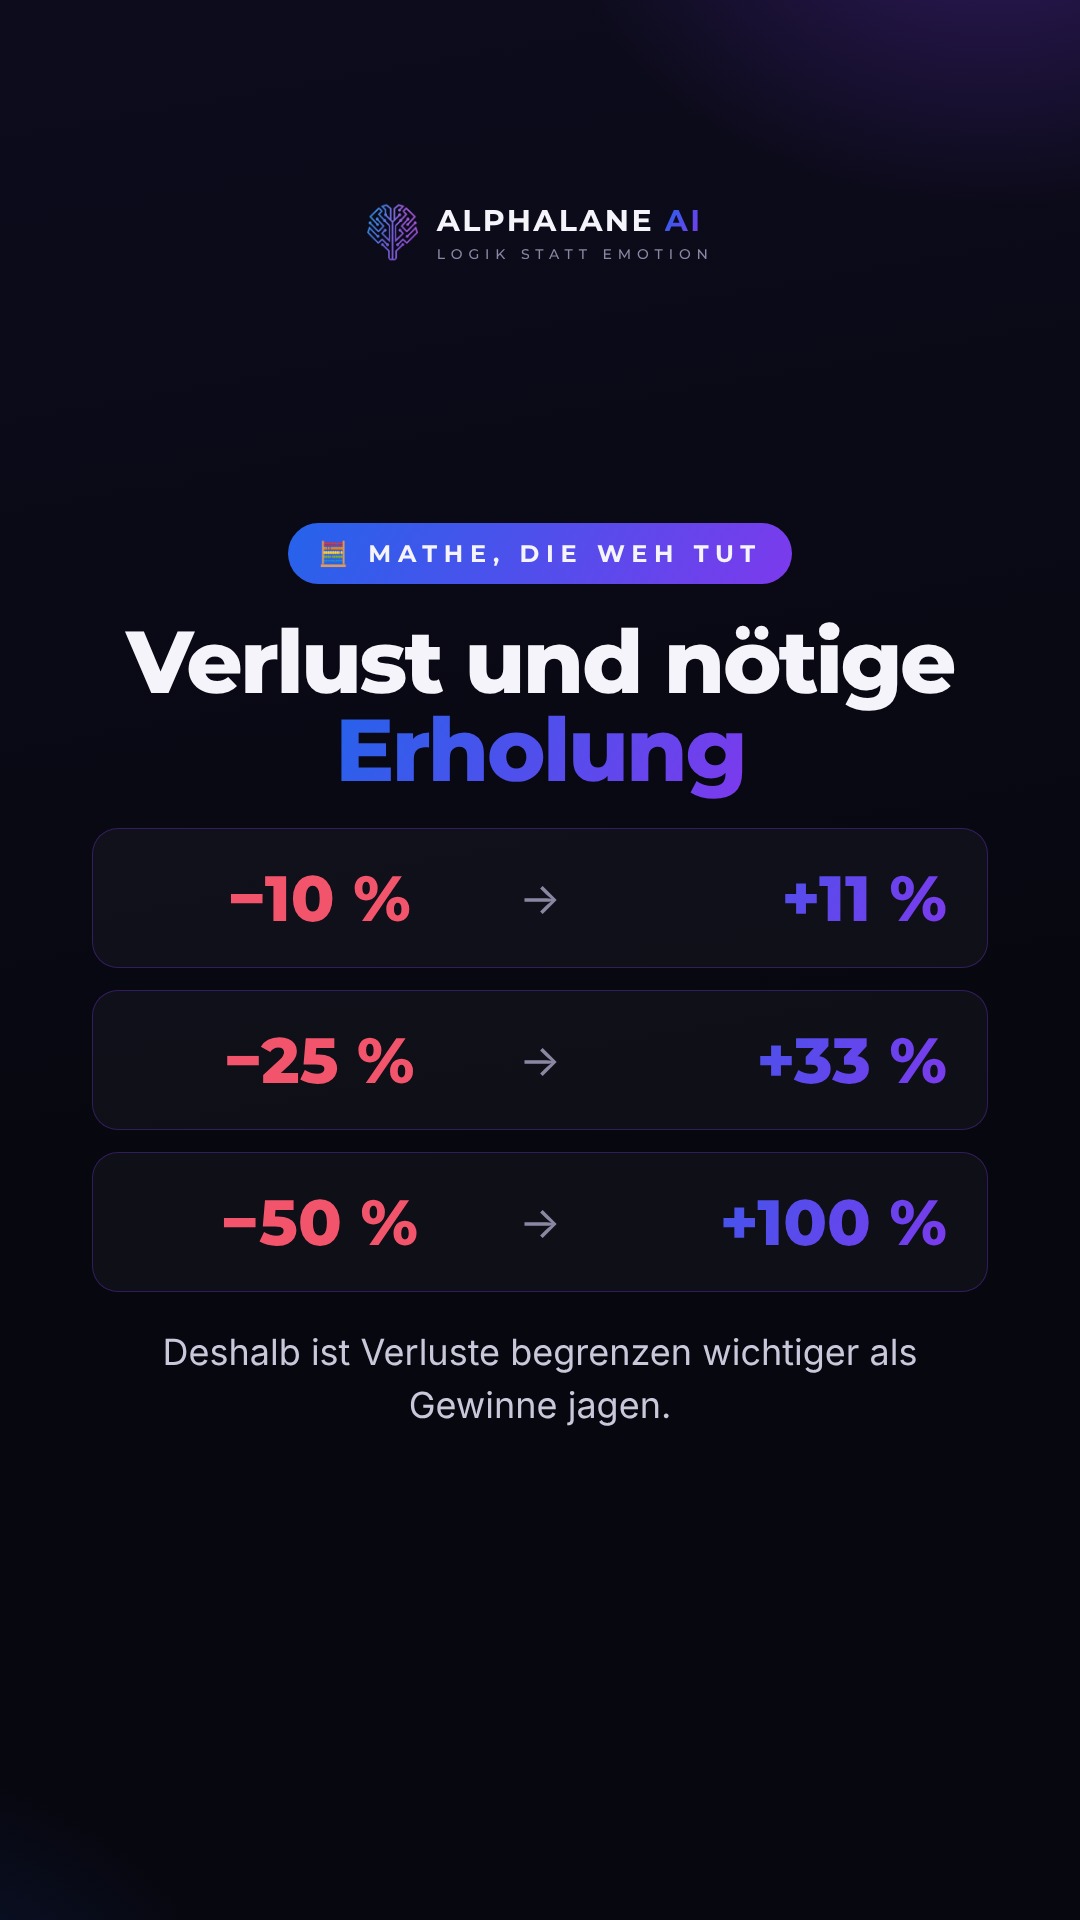 ALPHALANE AI
LOGIK STATT EMOTION
🧮 MATHE, DIE WEH TUT
Verlust und nötige
Erholung
−10 % → +11 %
−25 % → +33 %
−50 % → +100 %
Deshalb ist Verluste begrenzen wichtiger als
Gewinne jagen.